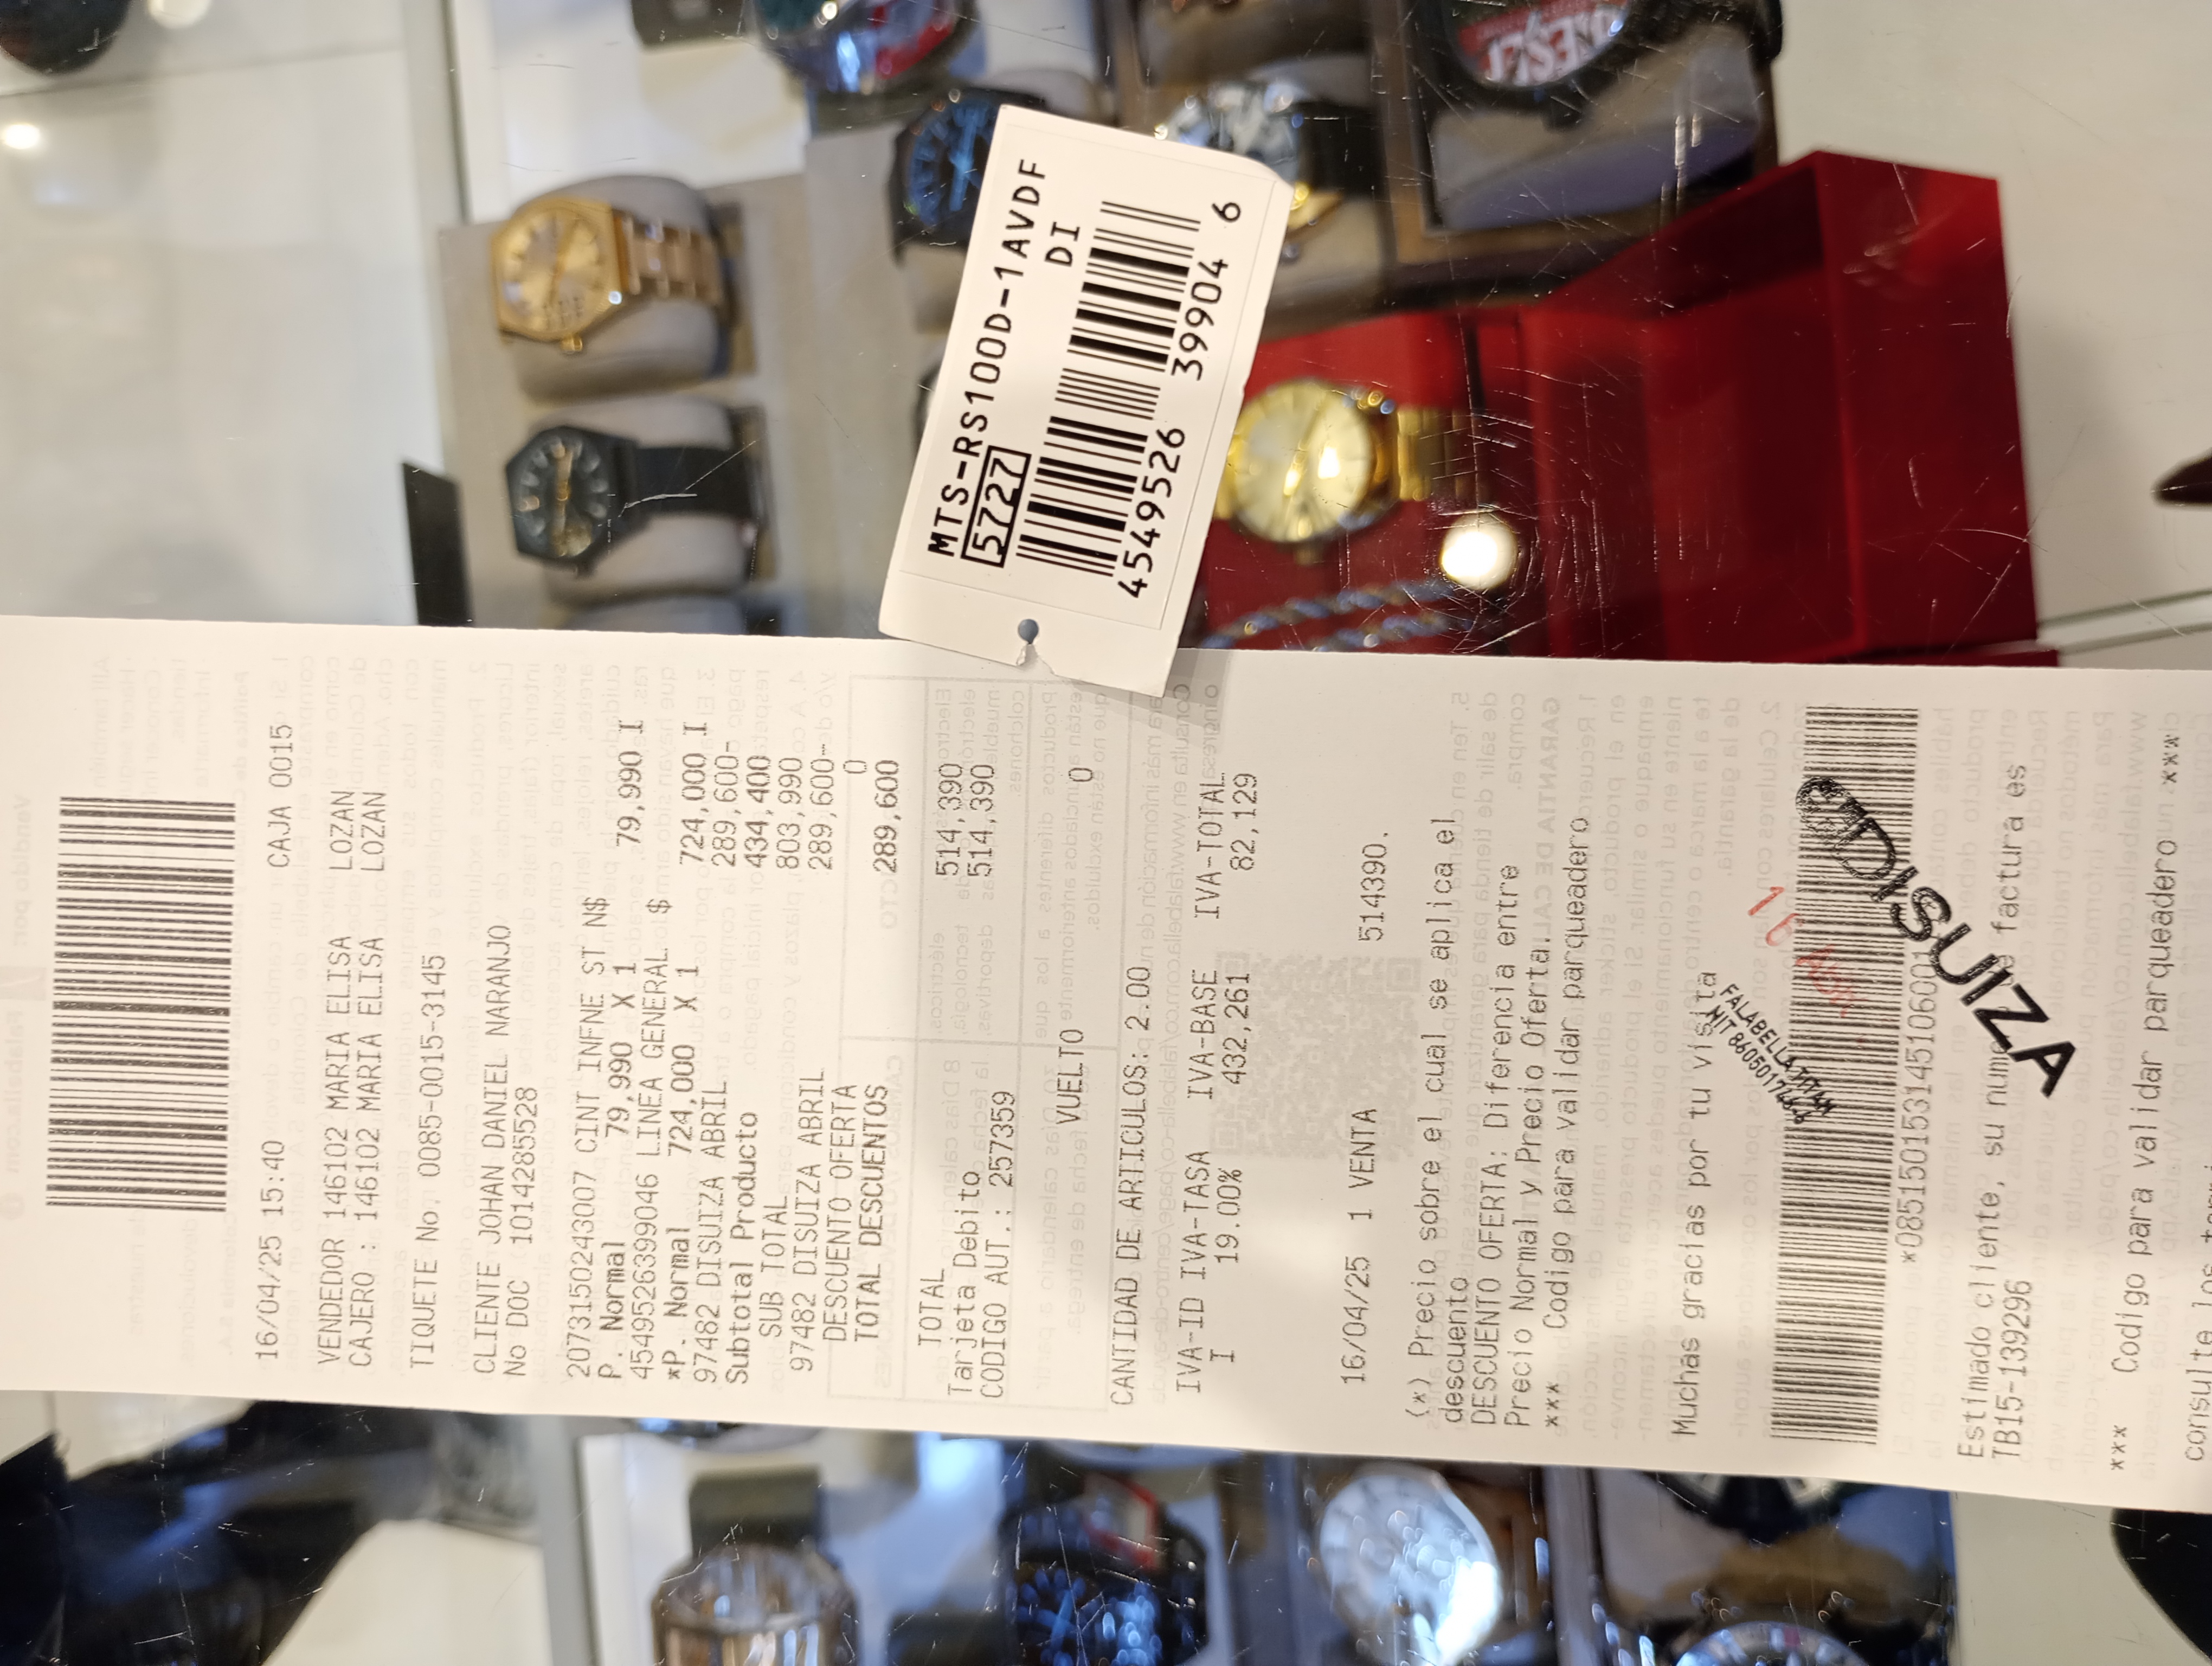 MTS-RS100D-1AVDF
5727 DI
4549526 39904 6
16/04/25 15:40 CAJA 0015
VENDEDOR 146102 MARIA ELISA LOZAN
CAJERO : 146102 MARIA ELISA LOZAN
TIQUETE No. 0085-0015-3145
CLIENTE JOHAN DANIEL NARANJO
No DOC 1014285528
2073150243007 CINT INFNE ST N$
P. Normal 79,990 X 1 79,990 I
4549526399046 LINEA GENERAL $
*P. Normal 724,000 X 1 724,000 I
97482 DISUIZA ABRIL 289,600-
Subtotal Producto 434,400
SUB TOTAL 803,990
97482 DISUIZA ABRIL 289,600-
DESCUENTO OFERTA 0
TOTAL DESCUENTOS 289,600
TOTAL 514,390
Tarjeta Debito 514,390
CODIGO AUT.: 257359
VUELTO 0
CANTIDAD DE ARTICULOS: 2.00
IVA-ID IVA-TASA IVA-BASE IVA-TOTAL
I 19.00% 432,261 82,129
16/04/25 1 VENTA 514390.
(*) Precio sobre el cual se aplica el
descuento
DESCUENTO OFERTA: Diferencia entre
Precio Normal y Precio Oferta.
*** Codigo para validar parqueadero
Muchas gracias por tu visita
FALABELLA TITAN
NIT
DISUIZA
Estimado cliente, su factura es
TB15-139296
*** Codigo para validar parqueadero ***
consulte los